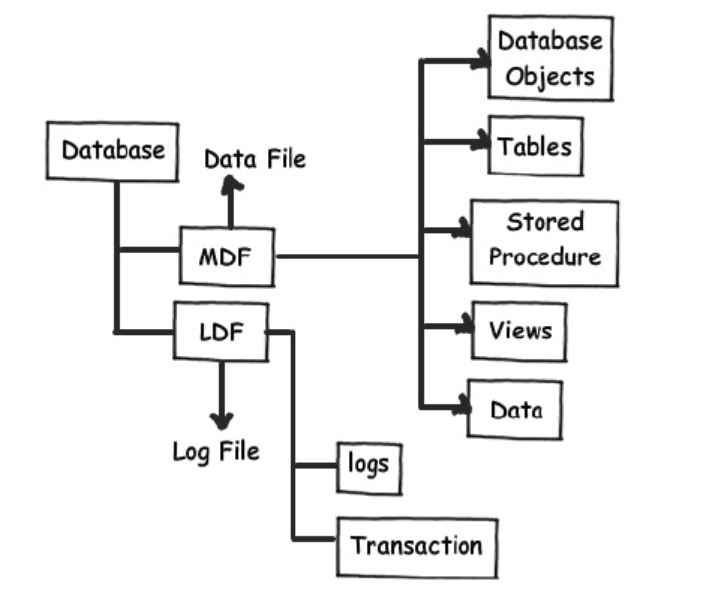 Database
Objects
Database
Data File
Tables
MDF
Stored
Procedure
LDF
Views
Data
Log File
logs
Transaction